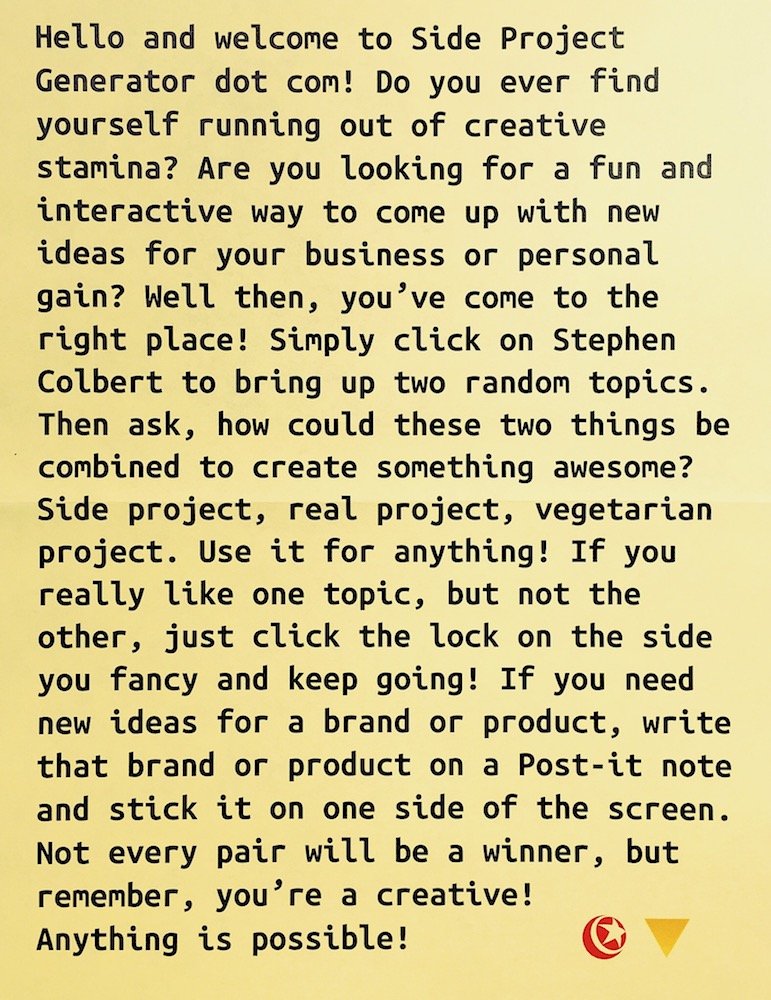 Hello and welcome to Side Project
Generator dot com! Do you ever find
yourself running out of creative
stamina? Are you looking for a fun and
interactive way to come up with new
ideas for your business or personal
gain? Well then, you’ve come to the
right place! Simply click on Stephen
Colbert to bring up two random topics.
Then ask, how could these two things be
combined to create something awesome?
Side project, real project, vegetarian
project. Use it for anything! If you
really like one topic, but not the
other, just click the lock on the side
you fancy and keep going! If you need
new ideas for a brand or product, write
that brand or product on a Post-it note
and stick it on one side of the screen.
Not every pair will be a winner, but
remember, you’re a creative!
Anything is possible!